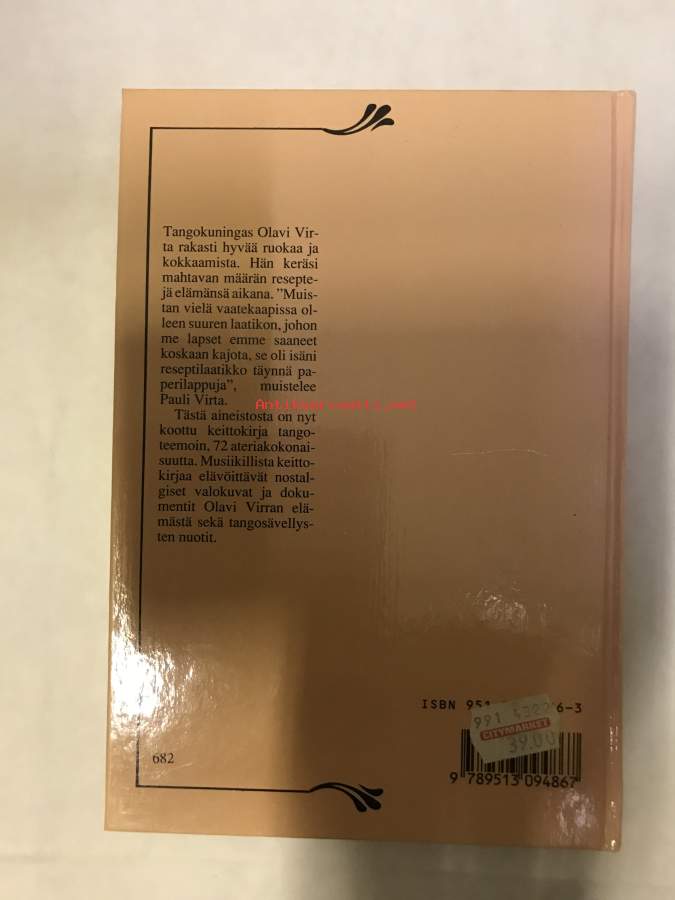 Tangokuningas Olavi Vir-
ta rakasti hyvää ruokaa ja
kokkaamista. Hän keräsi
mahtavan määrän resepte-
jä elämänsä aikana. ”Muis-
tan vielä vaatekaapissa ol-
leen suuren laatikon, johon
me lapset emme saaneet
koskaan kajota, se oli isäni
reseptilaatikko täynnä pa-
perilappuja”, muistelee
Pauli Virta.
Tästä aineistosta on nyt
koottu keittokirja tango-
teemoin, 72 ateriakokonai-
suutta. Musiikillista keitto-
kirjaa elävöittävät nostal-
giset valokuvat ja doku-
mentit Olavi Virran elä-
mästä sekä tangosävellys-
ten nuotit.
ISBN 951 6-3
991
CITYMARKET
39.00
9 789513 094867
682